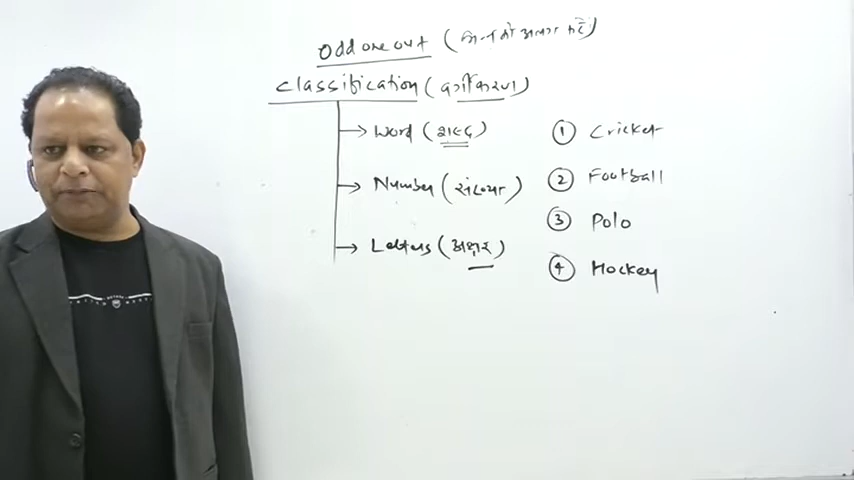 Odd one out (
Classification (वर्गीकरण)
Word (शब्द)
Number (संख्या)
Letters (अक्षर)
① Cricket
② Football
③ Polo
④ Hockey